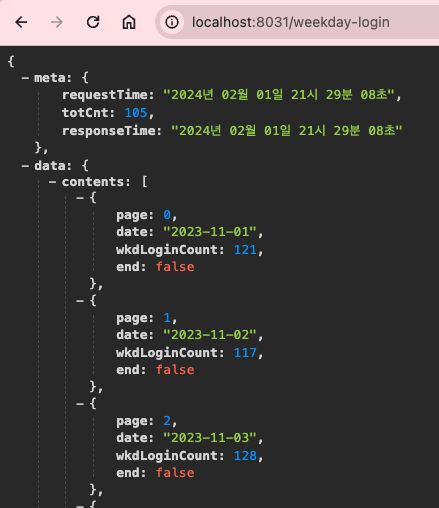 localhost:8031/weekday-login
{
− meta: {
requestTime: "2024년 02월 01일 21시 29분 08초",
totCnt: 105,
responseTime: "2024년 02월 01일 21시 29분 08초"
},
− data: {
− contents: [
− {
page: 0,
date: "2023-11-01",
wkdLoginCount: 121,
end: false
},
− {
page: 1,
date: "2023-11-02",
wkdLoginCount: 117,
end: false
},
− {
page: 2,
date: "2023-11-03",
wkdLoginCount: 128,
end: false
},